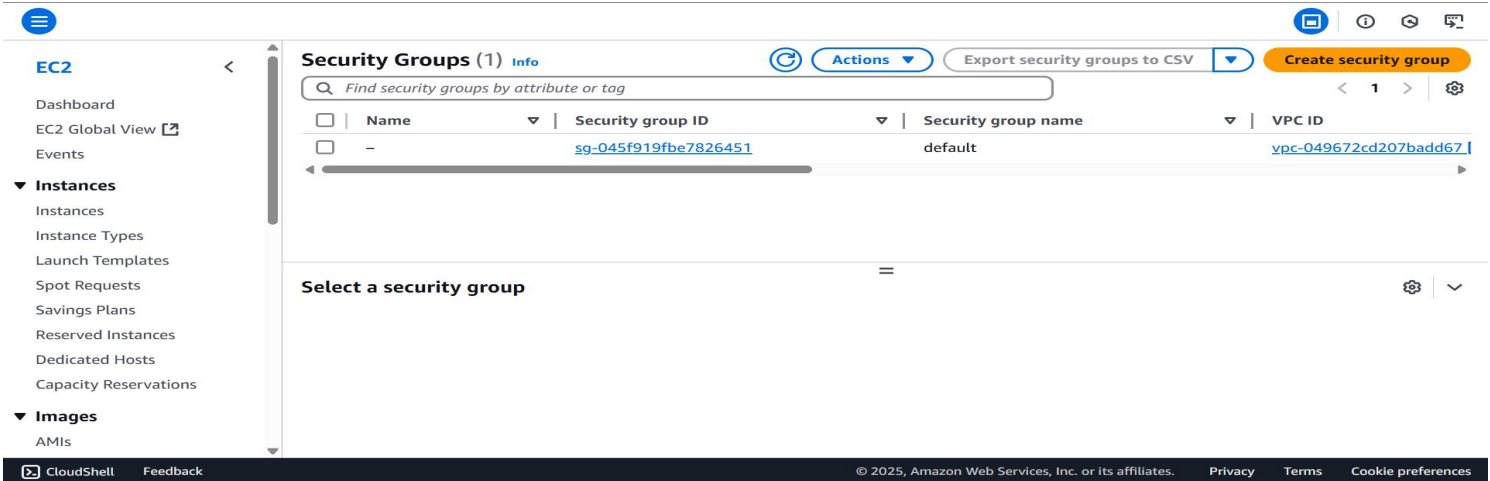 EC2
Dashboard
EC2 Global View
Events
Instances
Instances
Instance Types
Launch Templates
Spot Requests
Savings Plans
Reserved Instances
Dedicated Hosts
Capacity Reservations
Images
AMIs
Security Groups (1) Info
Actions
Export security groups to CSV
Create security group
Find security groups by attribute or tag
1
Name Security group ID Security group name VPC ID
– sg-045f919fbe7826451 default vpc-049672cd207badd67
Select a security group
CloudShell Feedback © 2025, Amazon Web Services, Inc. or its affiliates. Privacy Terms Cookie preferences